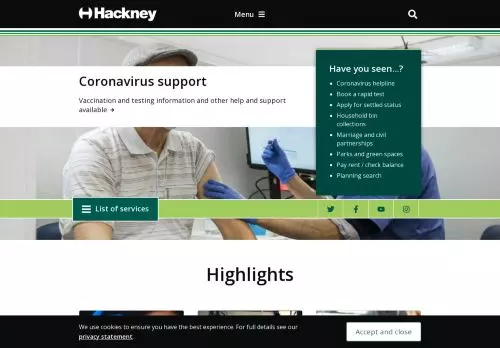 Hackney
Menu
Coronavirus support
Vaccination and testing information and other help and support
available →
Have you seen...?
Coronavirus helpline
Book a rapid test
Apply for settled status
Household bin
collections
Marriage and civil
partnerships
Parks and green spaces
Pay rent / check balance
Planning search
List of services
Highlights
We use cookies to ensure you have the best experience. For full details see our
privacy statement.
Accept and close